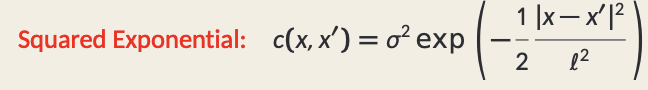 Squared Exponential: c(x, x′) = σ² exp (− 1/2 |x − x′|²/ℓ²)